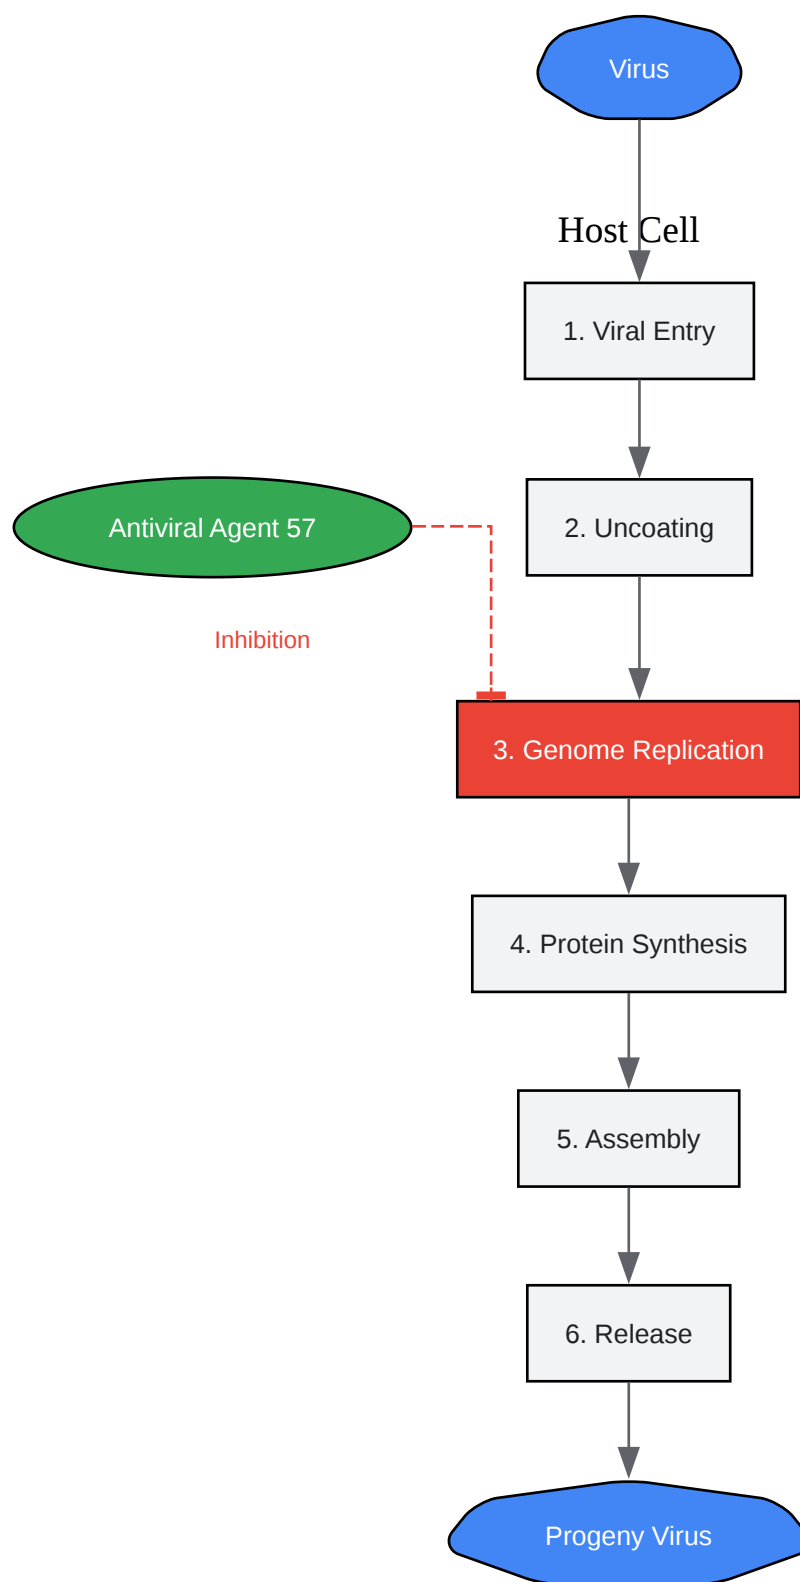 Virus
Host Cell
1. Viral Entry
Antiviral Agent 57
2. Uncoating
Inhibition
3. Genome Replication
4. Protein Synthesis
5. Assembly
6. Release
Progeny Virus